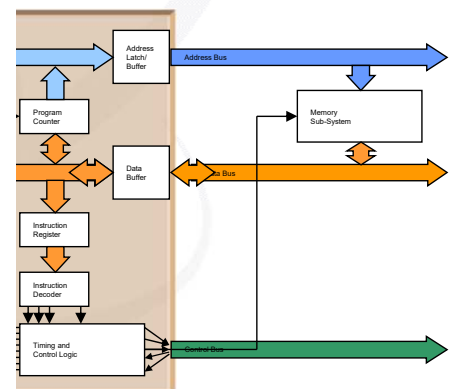 Address
Latch/
Buffer
Address Bus
Program
Counter
Memory
Sub-System
Data
Buffer
ta Bus
Instruction
Register
Instruction
Decoder
Timing and
Control Logic
Control Bus